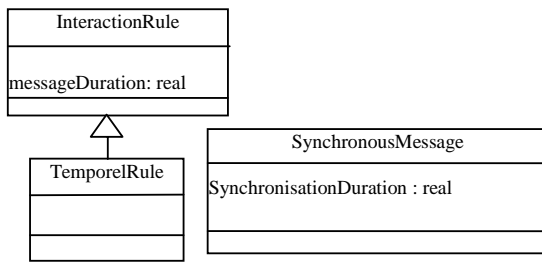 InteractionRule
messageDuration: real
SynchronousMessage
TemporelRule
SynchronisationDuration : real